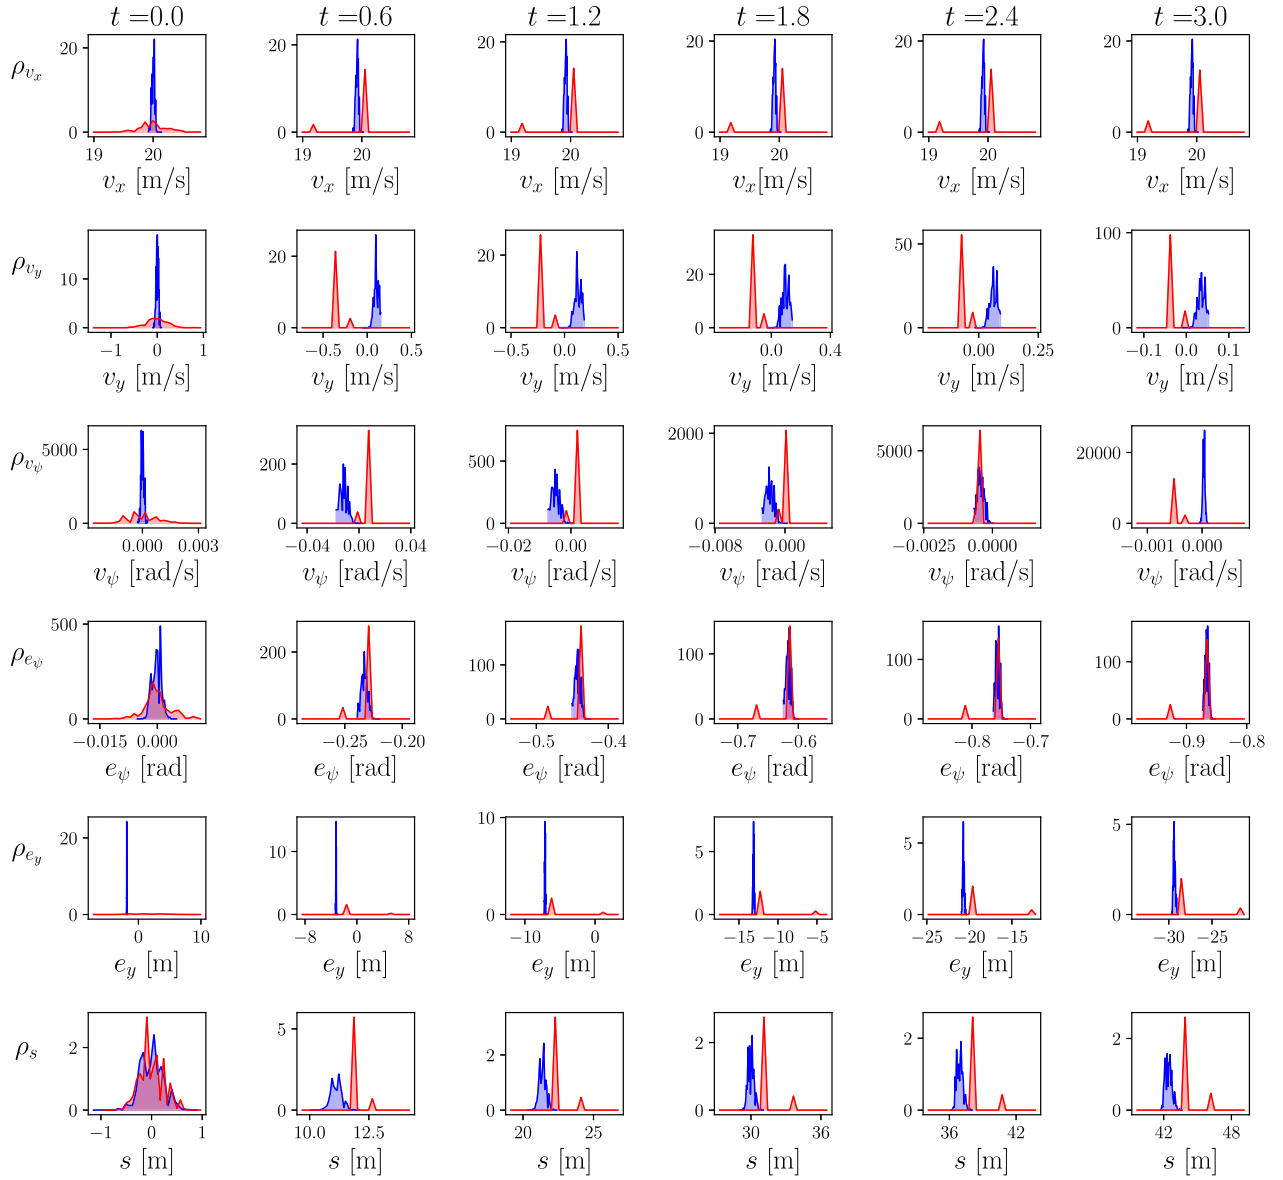 t =0.0 t =0.6 t =1.2 t =1.8 t =2.4 t =3.0
ρ_{v_x} 20 0 20 0 20 0 20 0 20 0 20 0
19 20 19 20 19 20 19 20 19 20 19 20
v_x [m/s] v_x [m/s] v_x [m/s] v_x[m/s] v_x [m/s] v_x [m/s]
ρ_{v_y} 10 0 20 0 20 0 20 0 50 0 100 0
−1 0 1 −0.5 0.0 0.5 −0.5 0.0 0.5 0.0 0.4 0.00 0.25 −0.1 0.0 0.1
v_y [m/s] v_y [m/s] v_y [m/s] v_y [m/s] v_y [m/s] v_y [m/s]
ρ_{v_ψ} 5000 0 200 0 500 0 2000 0 5000 0 20000 0
0.000 0.003 −0.04 0.00 0.04 −0.02 0.00 −0.008 0.000 −0.0025 0.0000 −0.001 0.000
v_ψ [rad/s] v_ψ [rad/s] v_ψ [rad/s] v_ψ [rad/s] v_ψ [rad/s] v_ψ [rad/s]
ρ_{e_ψ} 500 0 200 0 100 0 100 0 100 0 100 0
−0.015 0.000 −0.25 −0.20 −0.5 −0.4 −0.7 −0.6 −0.8 −0.7 −0.9 −0.8
e_ψ [rad] e_ψ [rad] e_ψ [rad] e_ψ [rad] e_ψ [rad] e_ψ [rad]
ρ_{e_y} 20 0 10 0 10 0 5 0 5 0 5 0
0 10 −8 0 8 −10 0 −15 −10 −5 −25 −20 −15 −30 −25
e_y [m] e_y [m] e_y [m] e_y [m] e_y [m] e_y [m]
ρ_s 2 0 5 0 2 0 2 0 2 0 2 0
−1 0 1 10.0 12.5 20 25 30 36 36 42 42 48
s [m] s [m] s [m] s [m] s [m] s [m]